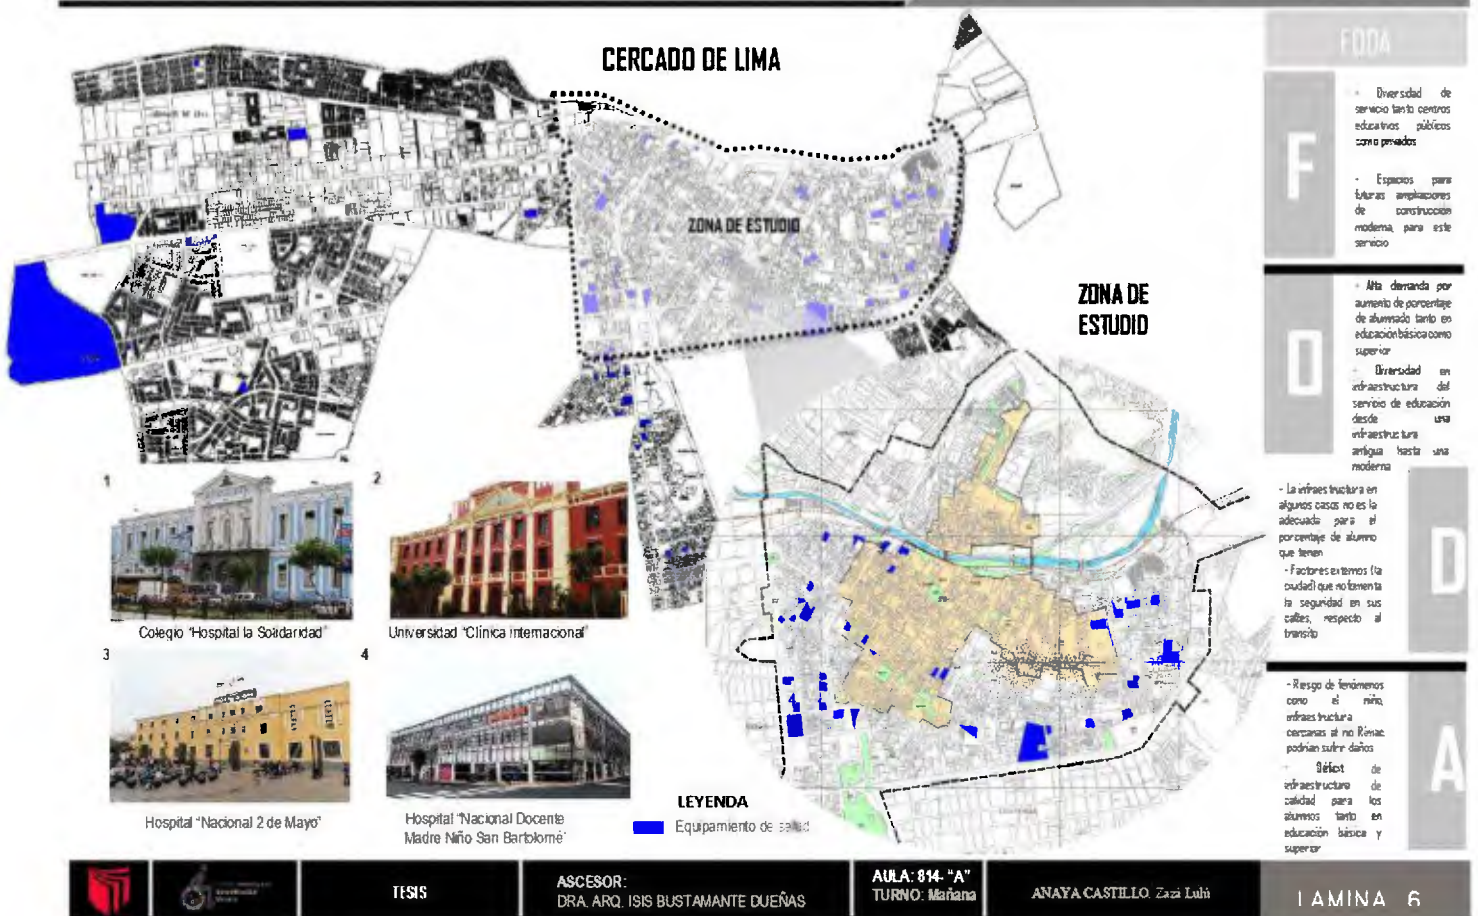 CERCADO DE LIMA
ZONA DE ESTUDIO
ZONA DE
ESTUDIO
1
Colegio "Hospital la Solidaridad"
2
Universidad "Clínica Internacional"
3
Hospital "Nacional 2 de Mayo"
4
Hospital "Nacional Docente
Madre Niño San Bartolomé"
LEYENDA
Equipamiento de salud
FODA
F
- Diversidad de
servicio tanto centros
educativos públicos
como privados
- Espacios para
futuras ampliaciones
de construcción
moderna, para este
servicio
O
- Alta demanda por
aumento de porcentaje
de alumnado tanto en
educación básica como
superior
- Diversidad en
infraestructura del
servicio de educación
desde una
infraestructura
antigua hasta una
moderna
D
- La infraestructura en
algunos casos no es la
adecuada para el
porcentaje de alumno
que tienen
- Factores externos (la
ciudad) que no fomenta
la seguridad en sus
calles, respecto al
transito
A
- Riesgo de fenómenos
como el niño,
infraestructura
cercanas al rio Rimac
podrian sufrir daños
- Déficit de
infraestructura de
calidad para los
alumnos tanto en
educación básica y
superior
TESIS
ASCESOR:
DRA. ARQ. ISIS BUSTAMANTE DUEÑAS
AULA: 814- "A"
TURNO: Mañana
ANAYA CASTILLO, Zazi Luhi
LAMINA 6